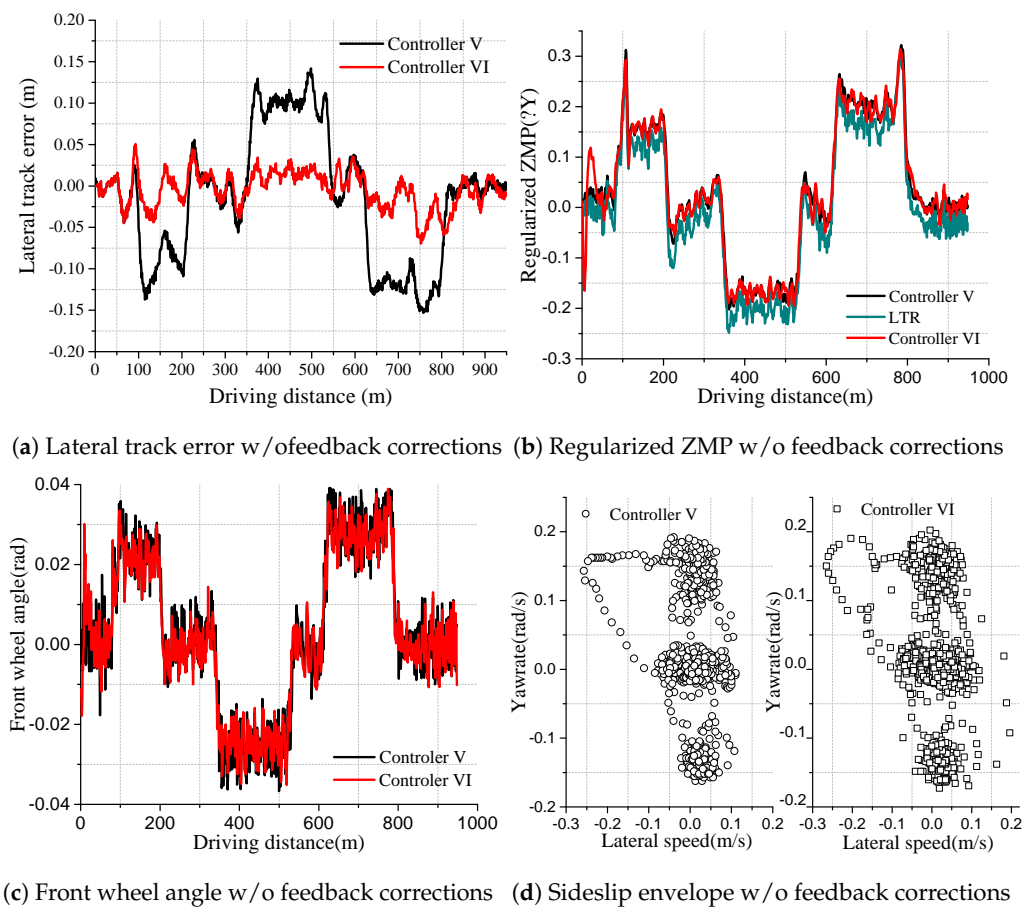 0.20
0.15
0.10
0.05
0.00
-0.05
-0.10
-0.15
0.20
Lateral track error (m)
Controller V
Controller VI
0 100 200 300 400 500 600 700 800 900
Driving distance (m)
0.3
0.2
0.1
0.0
-0.1
-0.2
-0.3
Regularized ZMP(?Y)
Controller V
LTR
Controller VI
0 200 400 600 800 1000
Driving distance(m)
(a) Lateral track error w/ofeedback corrections
(b) Regularized ZMP w/o feedback corrections
0.04
0.02
0.00
-0.02
-0.04
Front wheel angle(rad)
Controler V
Controler VI
0 200 400 600 800 1000
Driving distance(m)
Controller V
0.2
0.1
0.0
-0.1
-0.2
Yawrate(rad/s)
-0.3 -0.2 -0.1 0.0 0.1 0.2
Lateral speed(m/s)
Controller VI
0.2
0.1
0.0
-0.1
-0.2
Yawrate(rad/s)
-0.3 -0.2 -0.1 0.0 0.1 0.2
Lateral speed(m/s)
(c) Front wheel angle w/o feedback corrections
(d) Sideslip envelope w/o feedback corrections